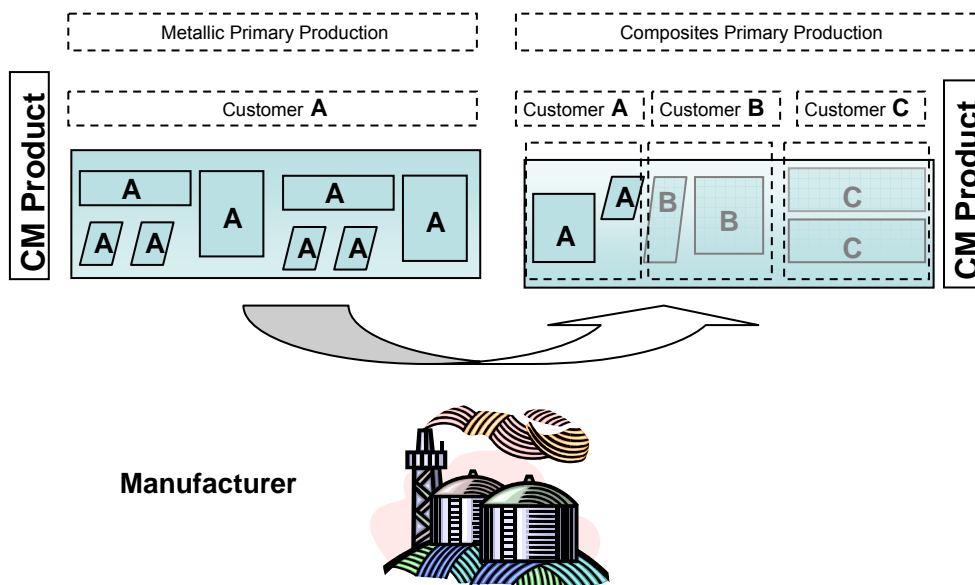 Metallic Primary Production
Composites Primary Production
CM Product
Customer A
Customer A
Customer B
Customer C
CM Product
A
A
A
A
A
A
A
A
A
A
B
B
C
C
Manufacturer